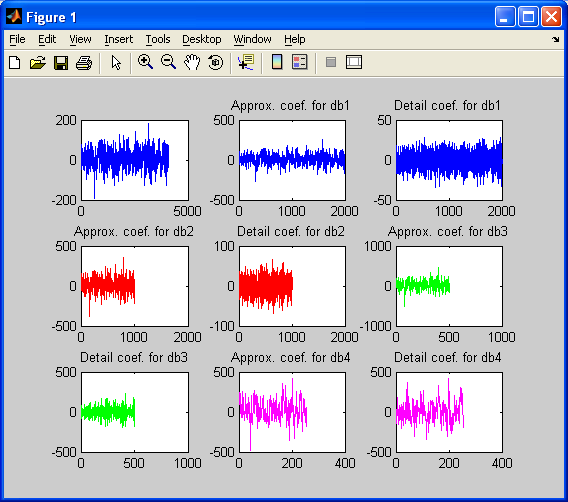 Figure 1
File Edit View Insert Tools Desktop Window Help
Approx. coef. for db1
Detail coef. for db1
200
0
-200
0 5000
500
0
-500
0 1000 2000
50
0
-50
0 1000 2000
Approx. coef. for db2
Detail coef. for db2
Approx. coef. for db3
500
0
-500
0 1000 2000
100
0
-100
0 1000 2000
1000
0
-1000
0 500 1000
Detail coef. for db3
Approx. coef. for db4
Detail coef. for db4
500
0
-500
0 500 1000
500
0
-500
0 200 400
500
0
-500
0 200 400